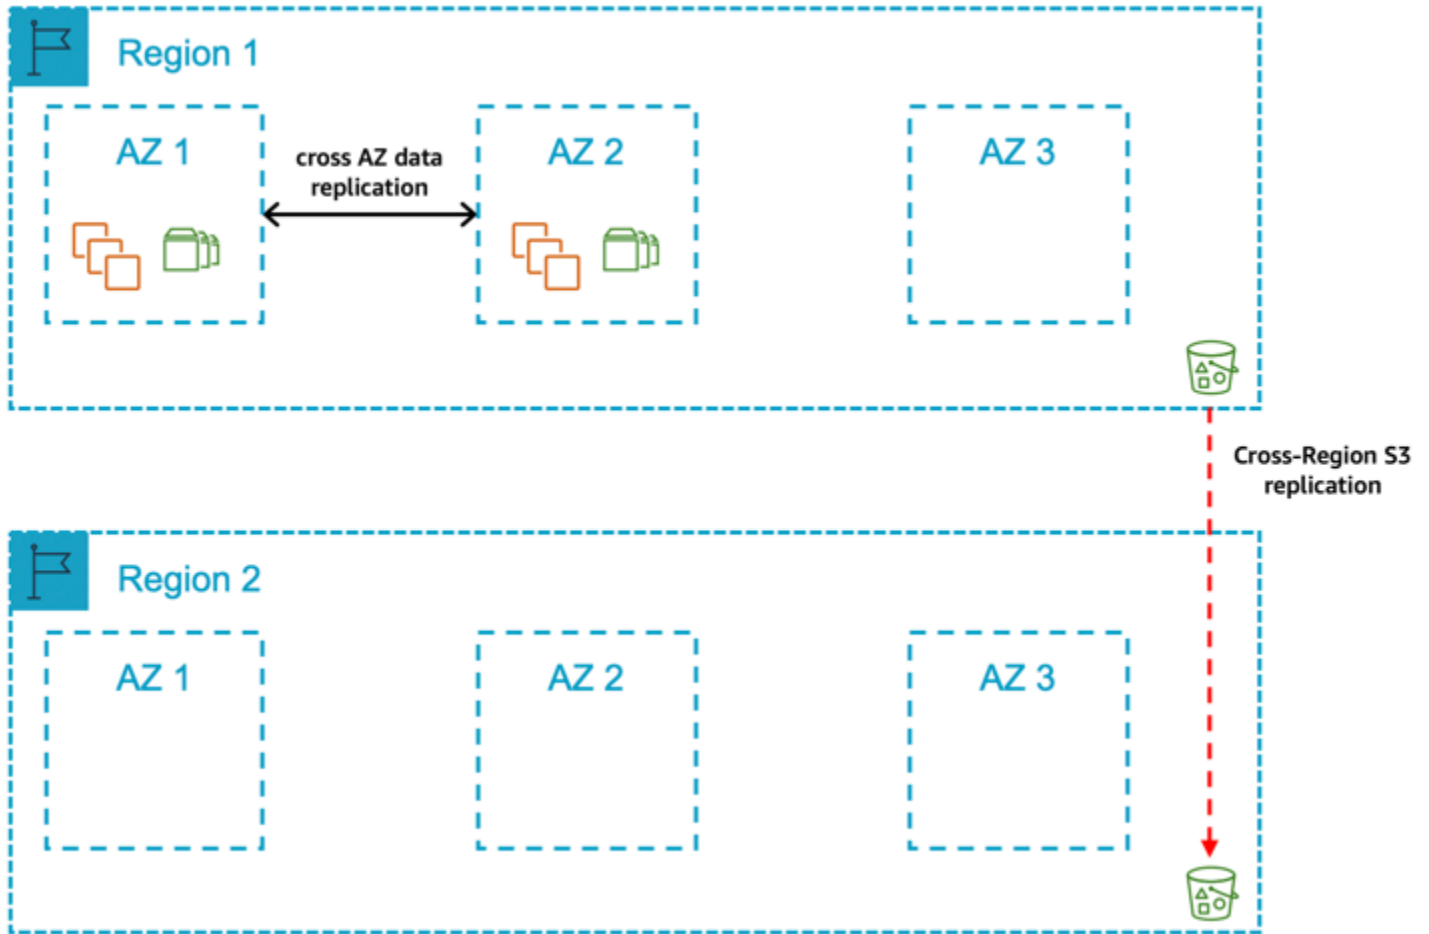 Region 1
AZ 1
cross AZ data
replication
AZ 2
AZ 3
Cross-Region S3
replication
Region 2
AZ 1
AZ 2
AZ 3